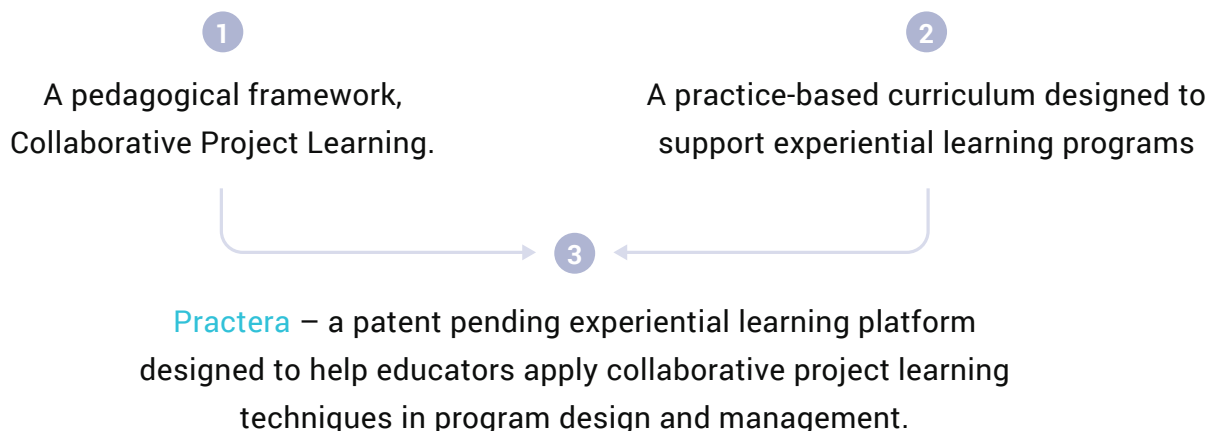 1
A pedagogical framework,
Collaborative Project Learning.
2
A practice-based curriculum designed to
support experiential learning programs
3
Practera – a patent pending experiential learning platform
designed to help educators apply collaborative project learning
techniques in program design and management.